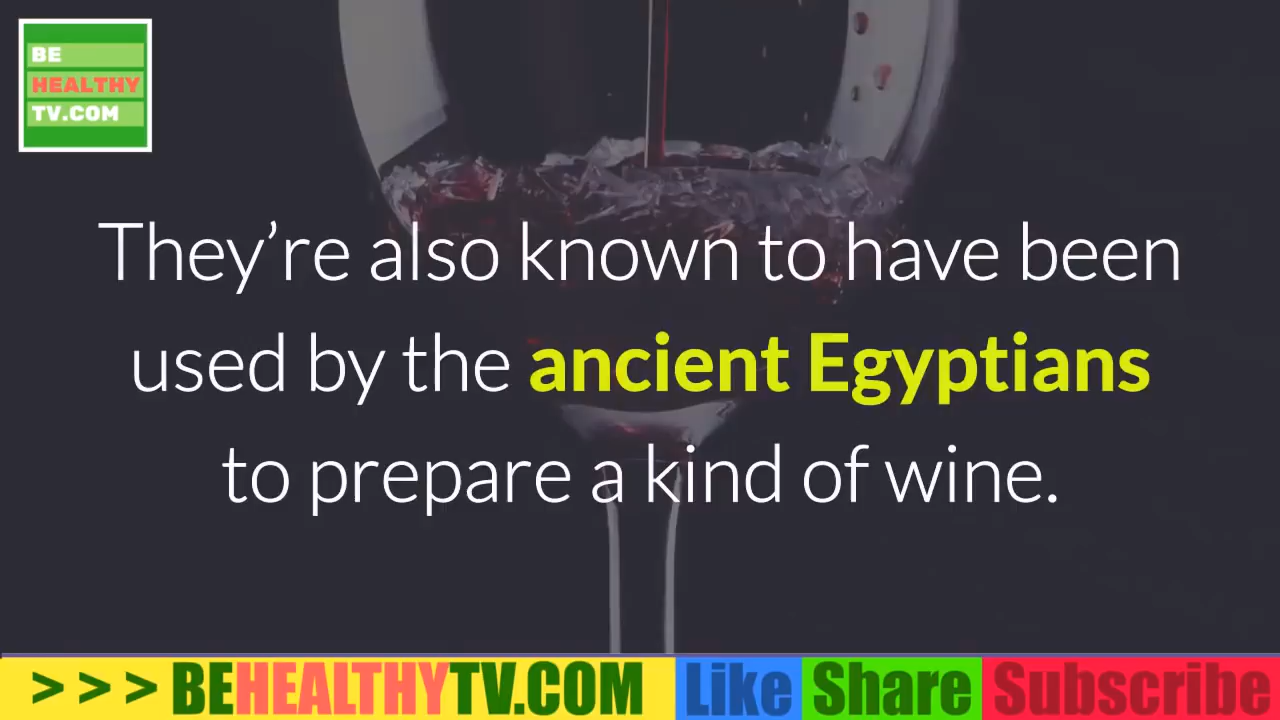 BE
HEALTHY
TV.COM
They're also known to have been
used by the ancient Egyptians
to prepare a kind of wine.
> > > BEHEALTHYTV.COM Like Share Subscribe